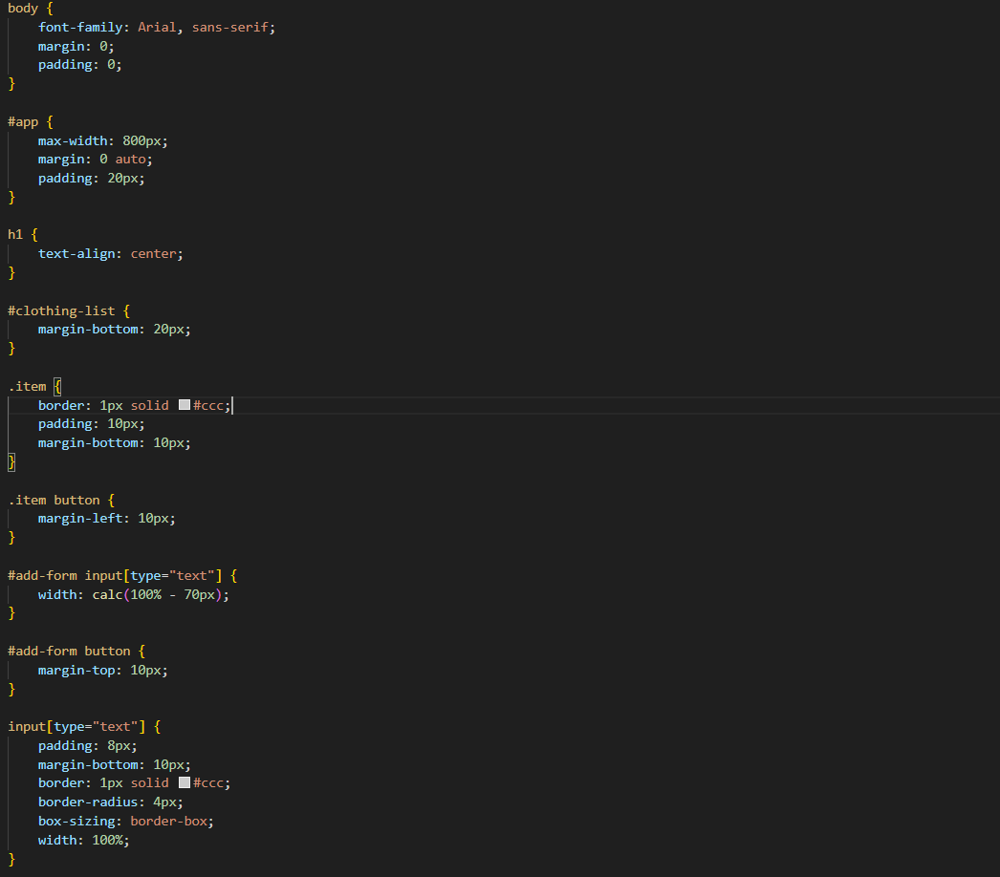 body {
    font-family: Arial, sans-serif;
    margin: 0;
    padding: 0;
}

#app {
    max-width: 800px;
    margin: 0 auto;
    padding: 20px;
}

h1 {
    text-align: center;
}

#clothing-list {
    margin-bottom: 20px;
}

.item {
    border: 1px solid #ccc;
    padding: 10px;
    margin-bottom: 10px;
}

.item button {
    margin-left: 10px;
}

#add-form input[type="text"] {
    width: calc(100% - 70px);
}

#add-form button {
    margin-top: 10px;
}

input[type="text"] {
    padding: 8px;
    margin-bottom: 10px;
    border: 1px solid #ccc;
    border-radius: 4px;
    box-sizing: border-box;
    width: 100%;
}